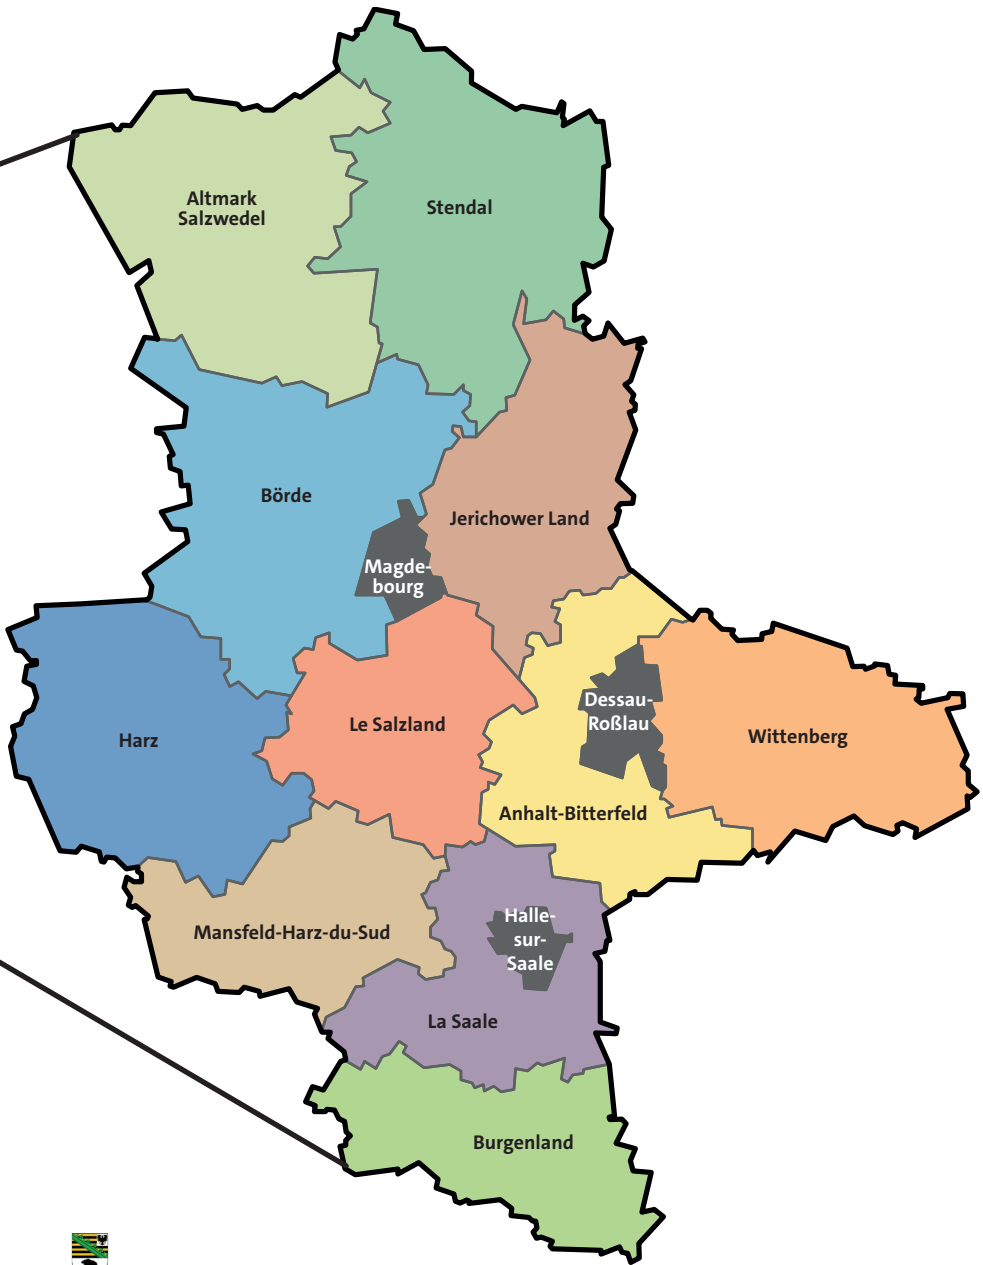 Altmark
Salzwedel
Stendal
Börde
Jerichower Land
Magde-
bourg
Dessau-
Roßlau
Le Salzland
Harz
Wittenberg
Anhalt-Bitterfeld
Halle-
sur-
Saale
Mansfeld-Harz-du-Sud
La Saale
Burgenland